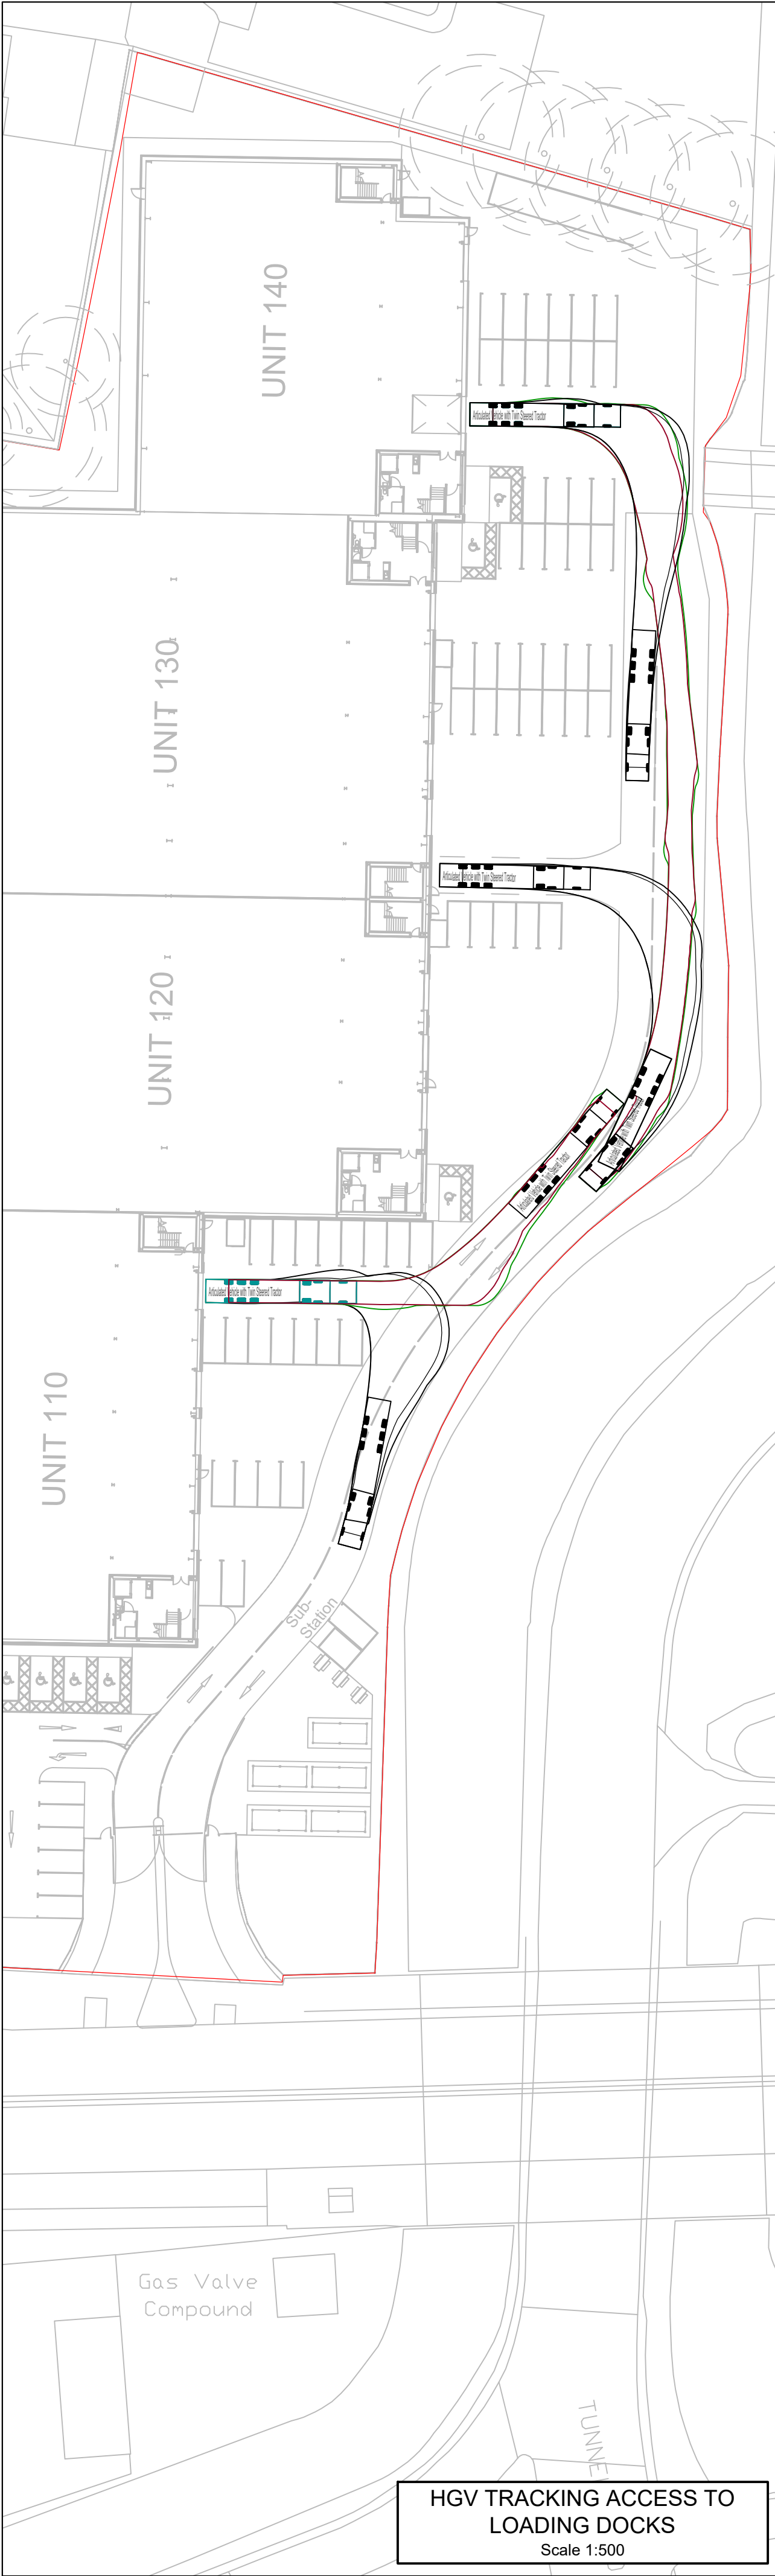 UNIT 140
Articulated Vehicle with Twin Steered Tractor
UNIT 130
Articulated Vehicle with Twin Steered Tractor
UNIT 120
Articulated Vehicle with Twin Steered Tractor
Articulated Vehicle with Twin Steered Tractor
UNIT 110
Sub-
Station
Gas Valve
Compound
TUNNE
HGV TRACKING ACCESS TO
LOADING DOCKS
Scale 1:500